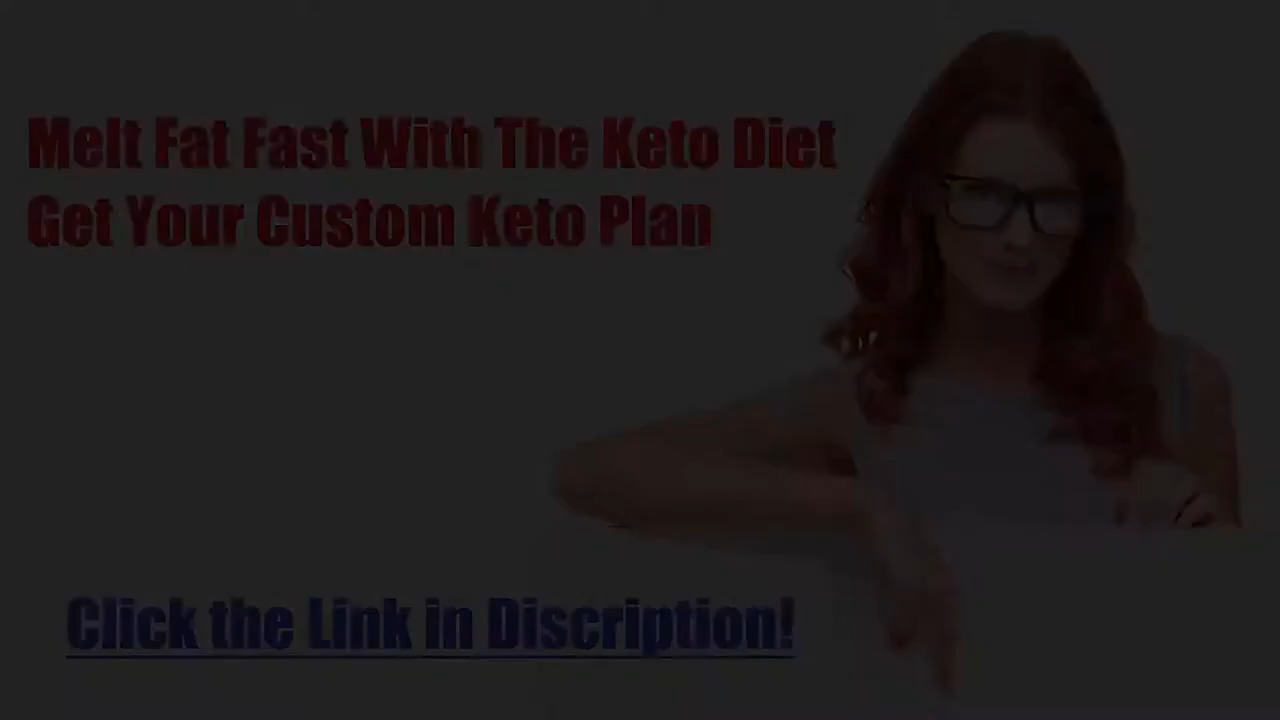 Melt Fat Fast With The Keto Diet
Get Your Custom Keto Plan
Click the Link in Discription!